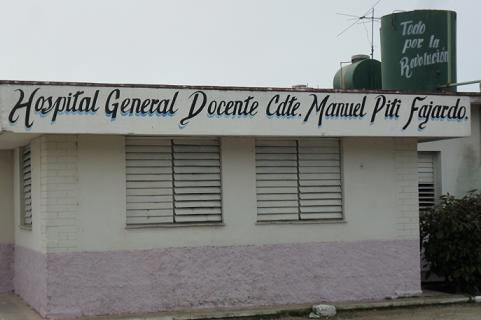 Todo
por la
Revolución
Hospital General Docente Cdte. Manuel Piti Fajardo.